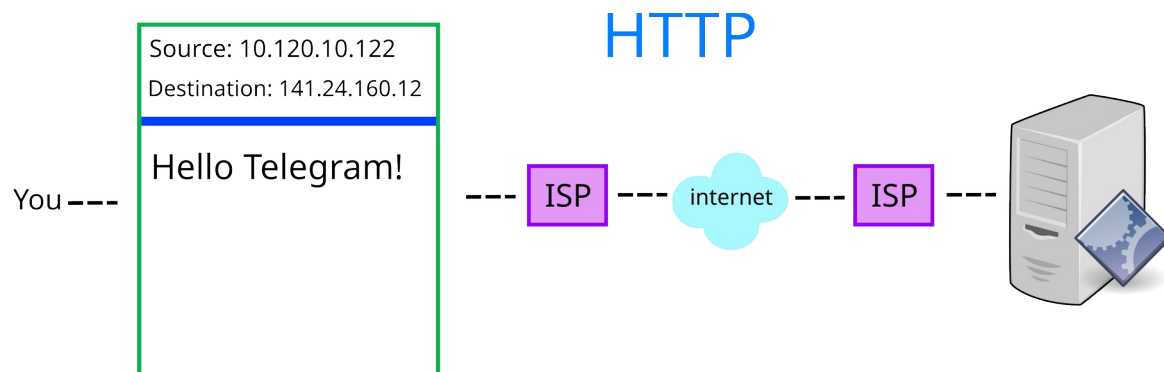 HTTP
Source: 10.120.10.122
Destination: 141.24.160.12
Hello Telegram!
You
ISP
internet
ISP